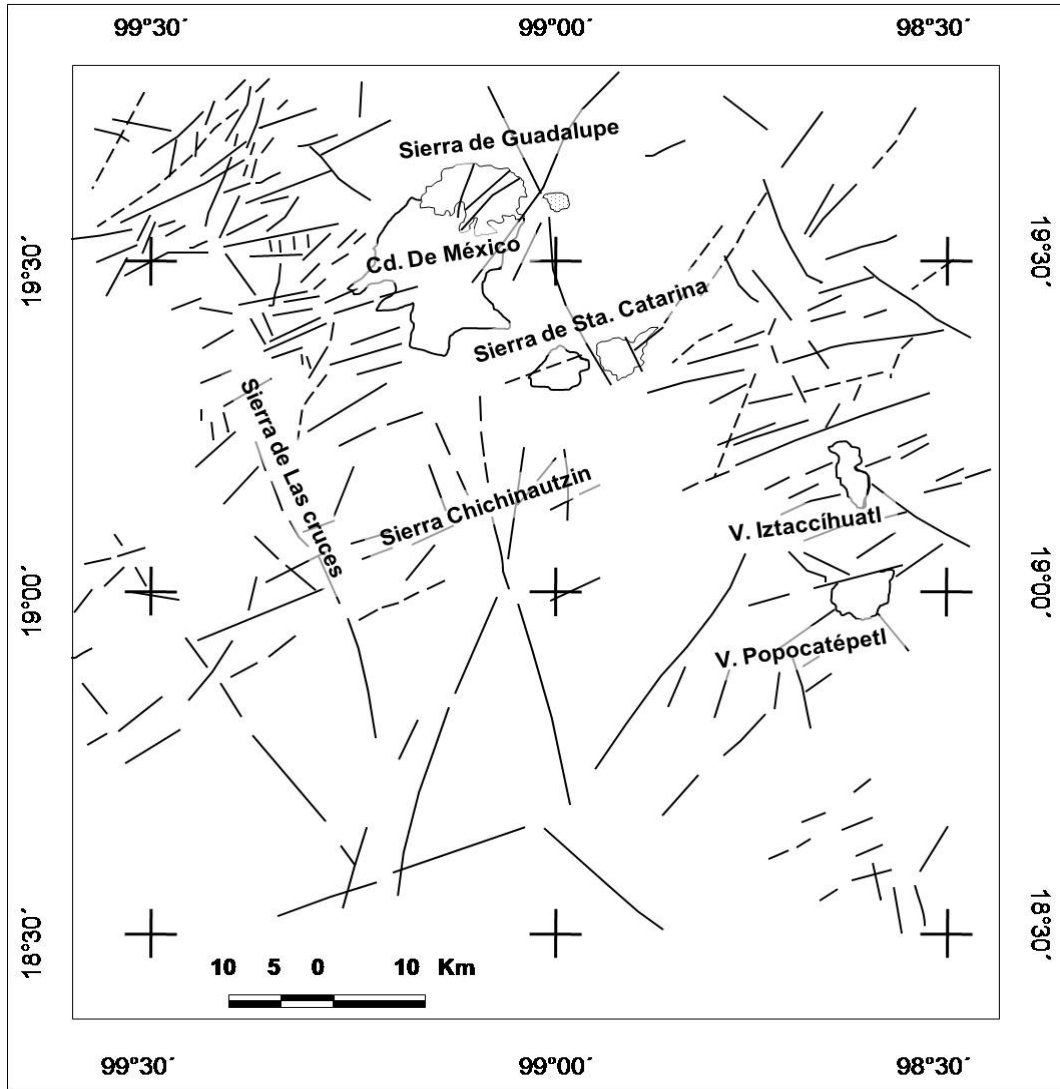 99º30´ 99º00´ 98º30´
Sierra de Guadalupe
19º30´
19º30´
Cd. De México
Sierra de Sta. Catarina
Sierra de Las cruces
Sierra Chichinautzin
V. Iztaccíhuatl
19º00´
19º00´
V. Popocatépetl
18º30´
18º30´
10 5 0 10 Km
99º30´ 99º00´ 98º30´